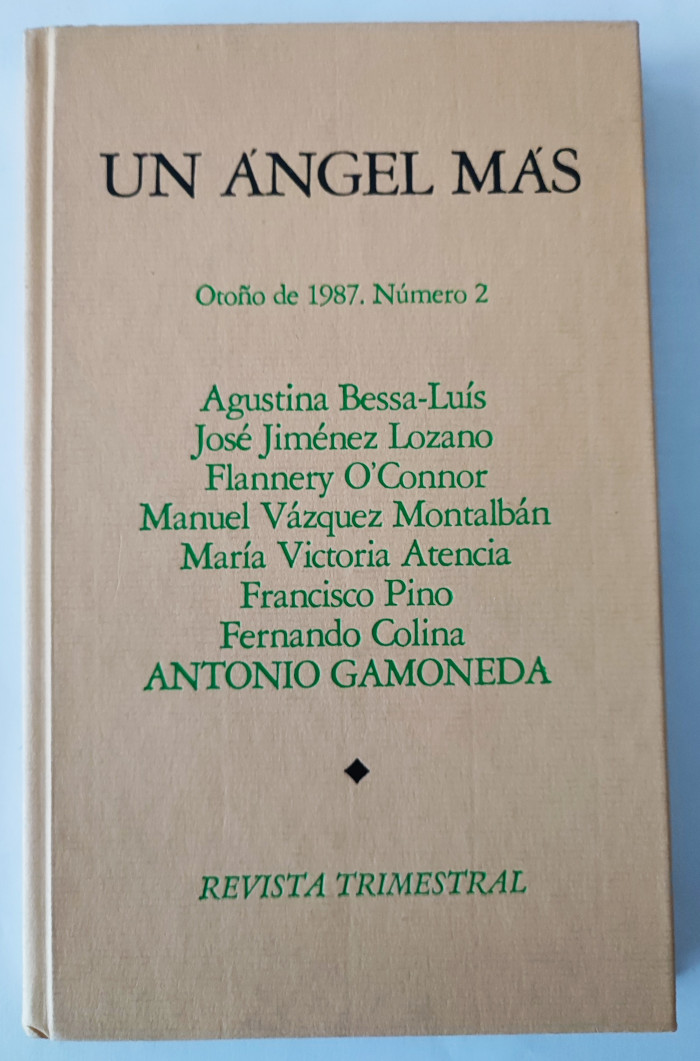 UN ÁNGEL MÁS
Otoño de 1987. Número 2
Agustina Bessa-Luís
José Jiménez Lozano
Flannery O'Connor
Manuel Vázquez Montalbán
María Victoria Atencia
Francisco Pino
Fernando Colina
ANTONIO GAMONEDA
REVISTA TRIMESTRAL